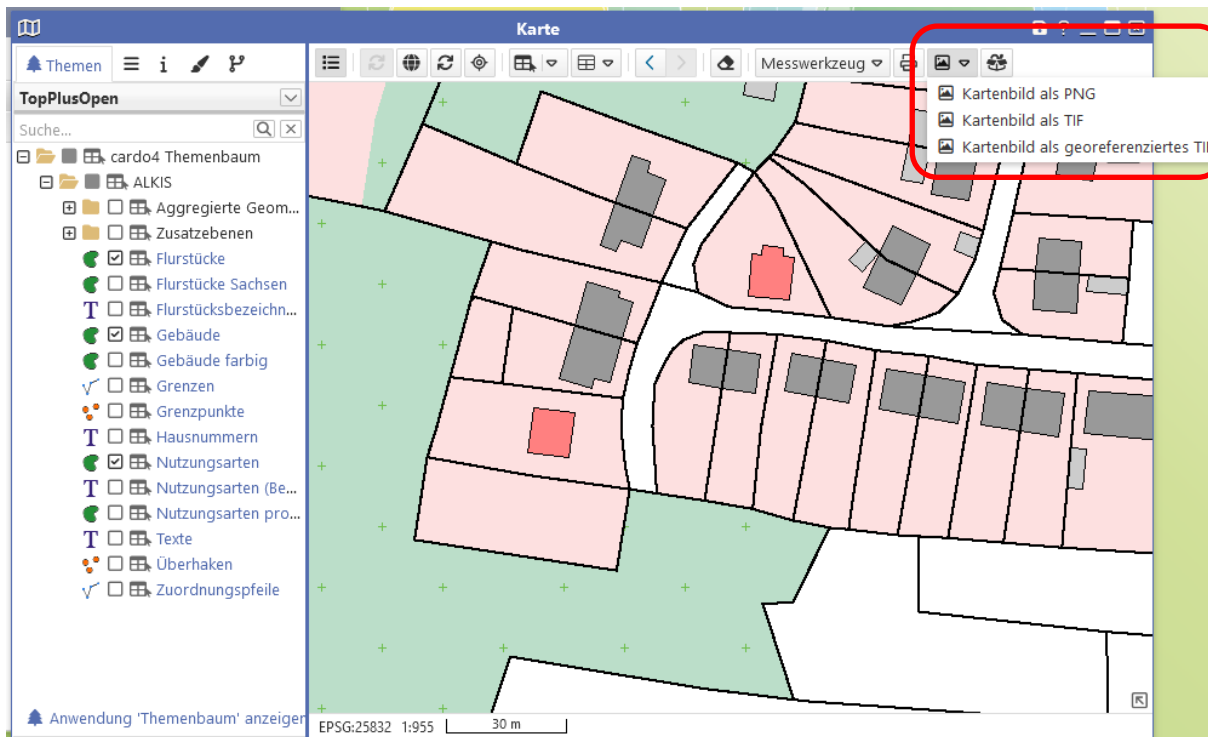 Karte
Themen
Messwerkzeug
TopPlusOpen
Kartenbild als PNG
Suche...
Kartenbild als TIF
Kartenbild als georeferenziertes TI
cardo4 Themenbaum
ALKIS
Aggregierte Geom...
Zusatzebenen
Flurstücke
Flurstücke Sachsen
T Flurstücksbezeichn...
Gebäude
Gebäude farbig
Grenzen
Grenzpunkte
T Hausnummern
Nutzungsarten
T Nutzungsarten (Be...
Nutzungsarten pro...
T Texte
Überhaken
Zuordnungspfeile
Anwendung 'Themenbaum' anzeigen
EPSG:25832 1:955 30 m